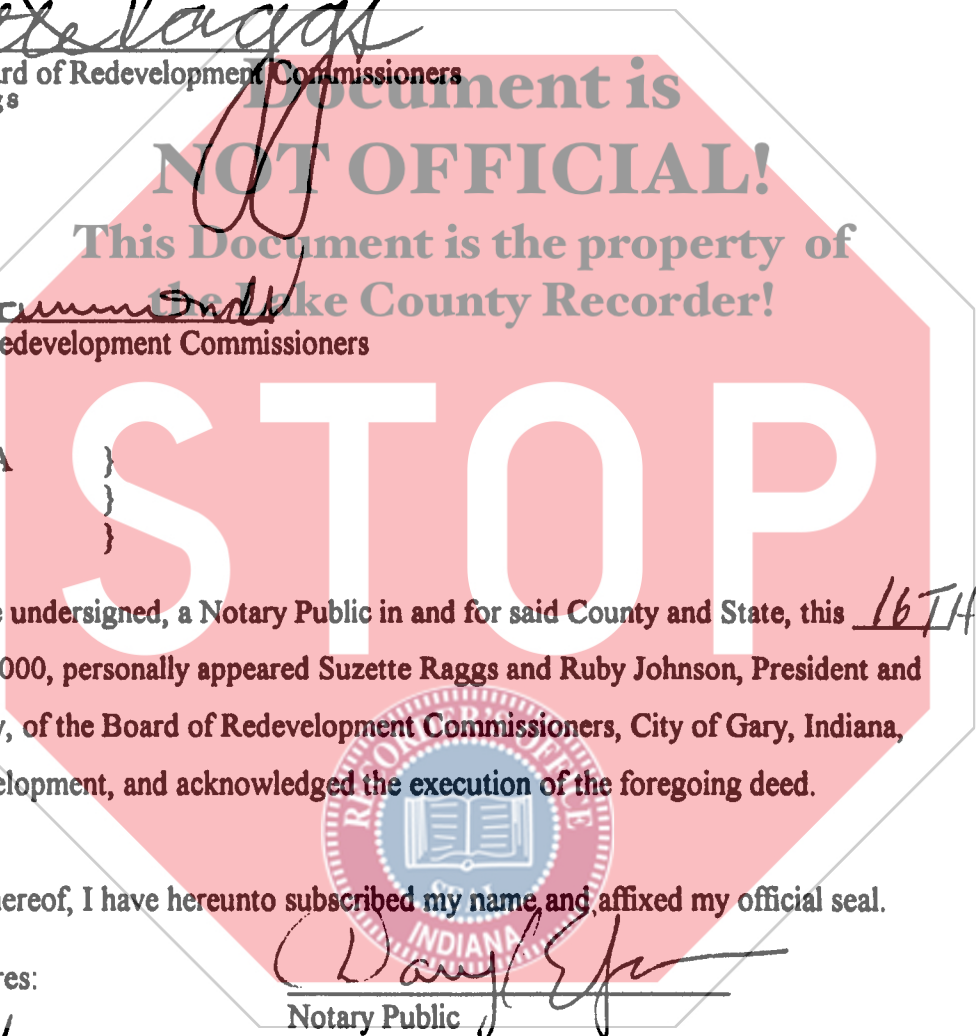 rd of Redevelopment Commissioners
gs
Document is
NOT OFFICIAL!
This Document is the property of
the Lake County Recorder!
edevelopment Commissioners
STOP
A }
}
}
e undersigned, a Notary Public in and for said County and State, this 16TH
000, personally appeared Suzette Raggs and Ruby Johnson, President and
y, of the Board of Redevelopment Commissioners, City of Gary, Indiana,
elopment, and acknowledged the execution of the foregoing deed.
RECORDER'S OFFICE
SEAL
INDIANA
hereof, I have hereunto subscribed my name and affixed my official seal.
res:
Notary Public